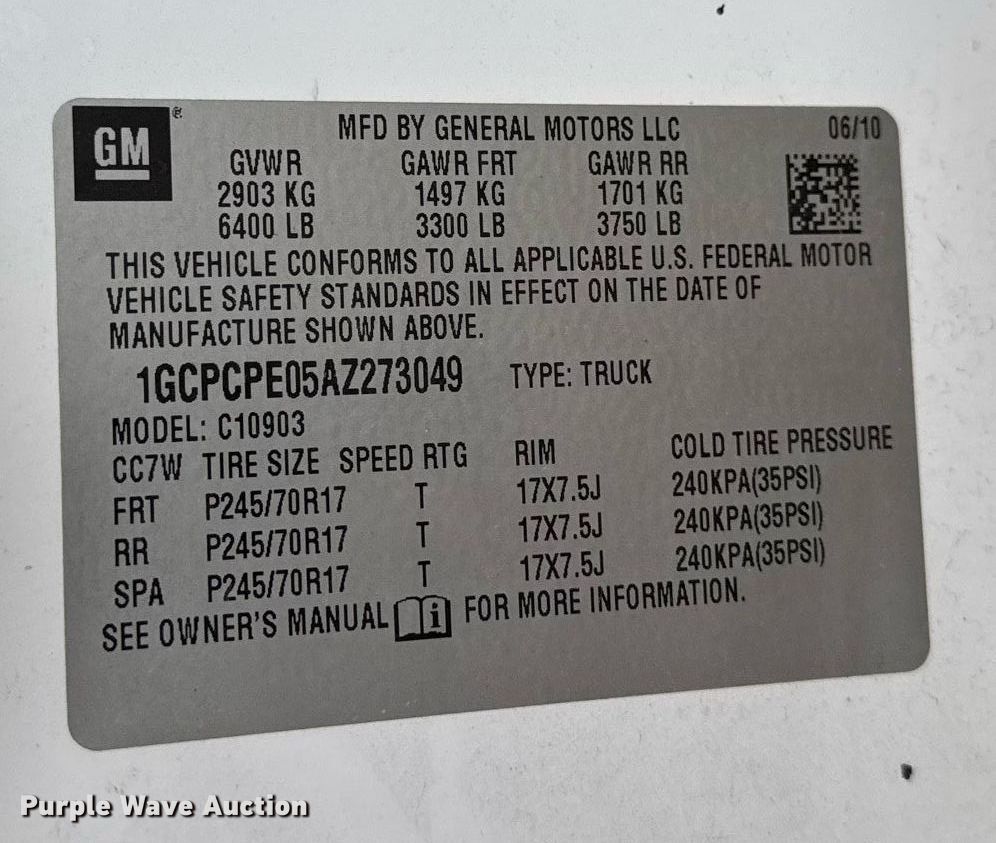 GM ®
MFD BY GENERAL MOTORS LLC 06/10
GVWR GAWR FRT GAWR RR
2903 KG 1497 KG 1701 KG
6400 LB 3300 LB 3750 LB
THIS VEHICLE CONFORMS TO ALL APPLICABLE U.S. FEDERAL MOTOR
VEHICLE SAFETY STANDARDS IN EFFECT ON THE DATE OF
MANUFACTURE SHOWN ABOVE.
1GCPCPE05AZ273049 TYPE: TRUCK
MODEL: C10903
CC7W TIRE SIZE SPEED RTG RIM COLD TIRE PRESSURE
FRT P245/70R17 T 17X7.5J 240KPA(35PSI)
RR P245/70R17 T 17X7.5J 240KPA(35PSI)
SPA P245/70R17 T 17X7.5J 240KPA(35PSI)
SEE OWNER'S MANUAL i FOR MORE INFORMATION.
Purple Wave Auction